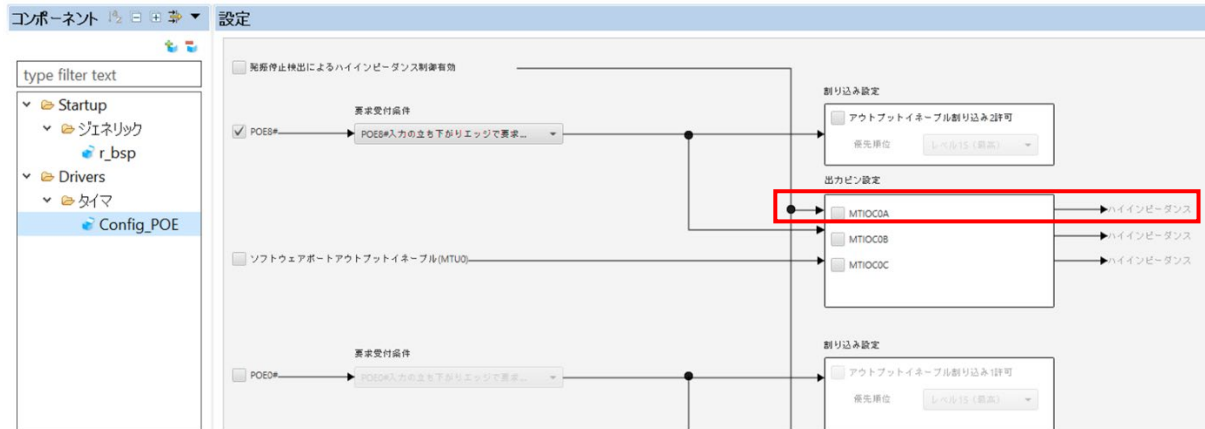 コンポーネント
設定
type filter text
Startup
ジェネリック
r_bsp
Drivers
タイマ
Config_POE
発振停止検出によるハイインピーダンス制御有効
割り込み設定
要求受付条件
アウトプットイネーブル割り込み2許可
POE8#
POE8#入力の立ち下がりエッジで要求...
優先順位
レベル15 (最高)
出力ピン設定
MTIOC0A
ハイインピーダンス
MTIOC0B
ハイインピーダンス
ソフトウェアポートアウトプットイネーブル(MTU0)
MTIOC0C
ハイインピーダンス
割り込み設定
要求受付条件
アウトプットイネーブル割り込み1許可
POE0#
POE0#入力の立ち下がりエッジで要求...
優先順位
レベル15 (最高)